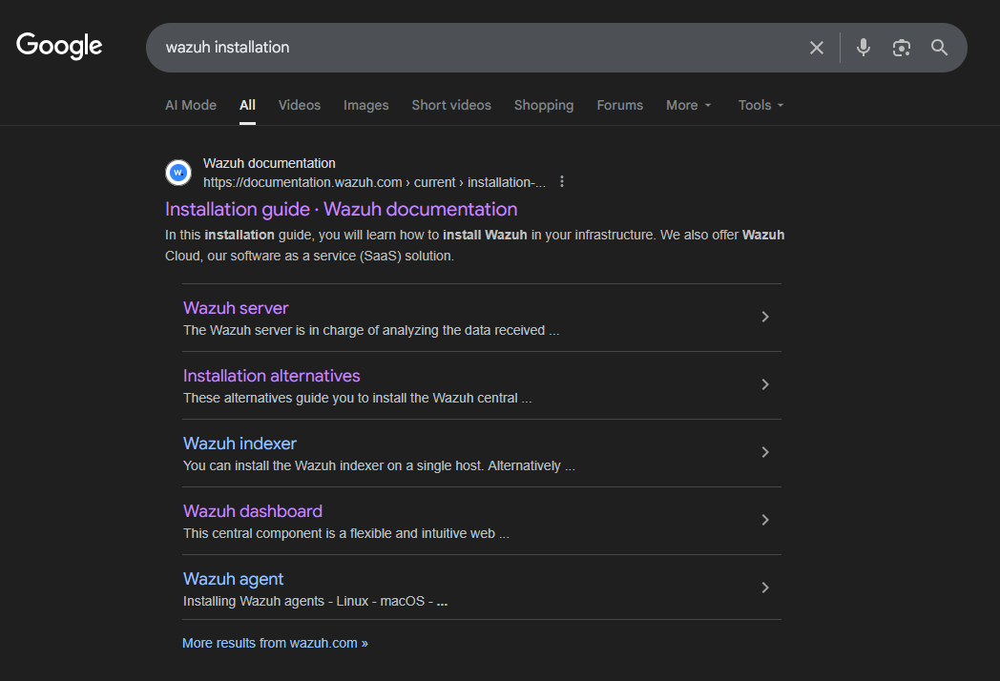 Google
wazuh installation
AI Mode All Videos Images Short videos Shopping Forums More Tools
w.
Wazuh documentation
https://documentation.wazuh.com › current › installation-...
Installation guide · Wazuh documentation
In this installation guide, you will learn how to install Wazuh in your infrastructure. We also offer Wazuh
Cloud, our software as a service (SaaS) solution.
Wazuh server
The Wazuh server is in charge of analyzing the data received ...
Installation alternatives
These alternatives guide you to install the Wazuh central ...
Wazuh indexer
You can install the Wazuh indexer on a single host. Alternatively ...
Wazuh dashboard
This central component is a flexible and intuitive web ...
Wazuh agent
Installing Wazuh agents - Linux - macOS - ...
More results from wazuh.com »